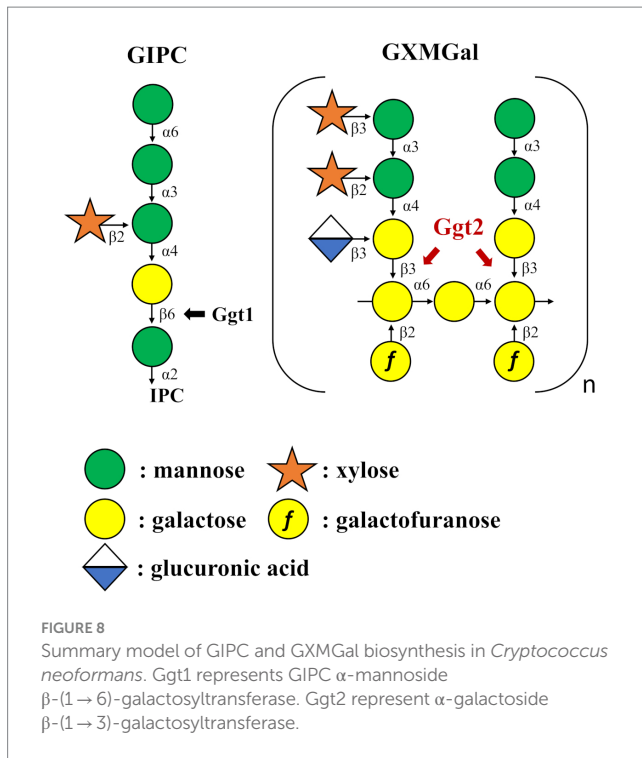 GIPC
GXMGal
α6
α3
β2
α4
β6
Ggt1
α2
IPC
β3
α3
α3
β2
α4
α4
Ggt2
β3
β3
β3
α6
α6
β2
β2
f
f
n
: mannose
: xylose
: galactose
f
: galactofuranose
: glucuronic acid
FIGURE 8
Summary model of GIPC and GXMGal biosynthesis in Cryptococcus
neoformans. Ggt1 represents GIPC α-mannoside
β-(1 → 6)-galactosyltransferase. Ggt2 represent α-galactoside
β-(1 → 3)-galactosyltransferase.